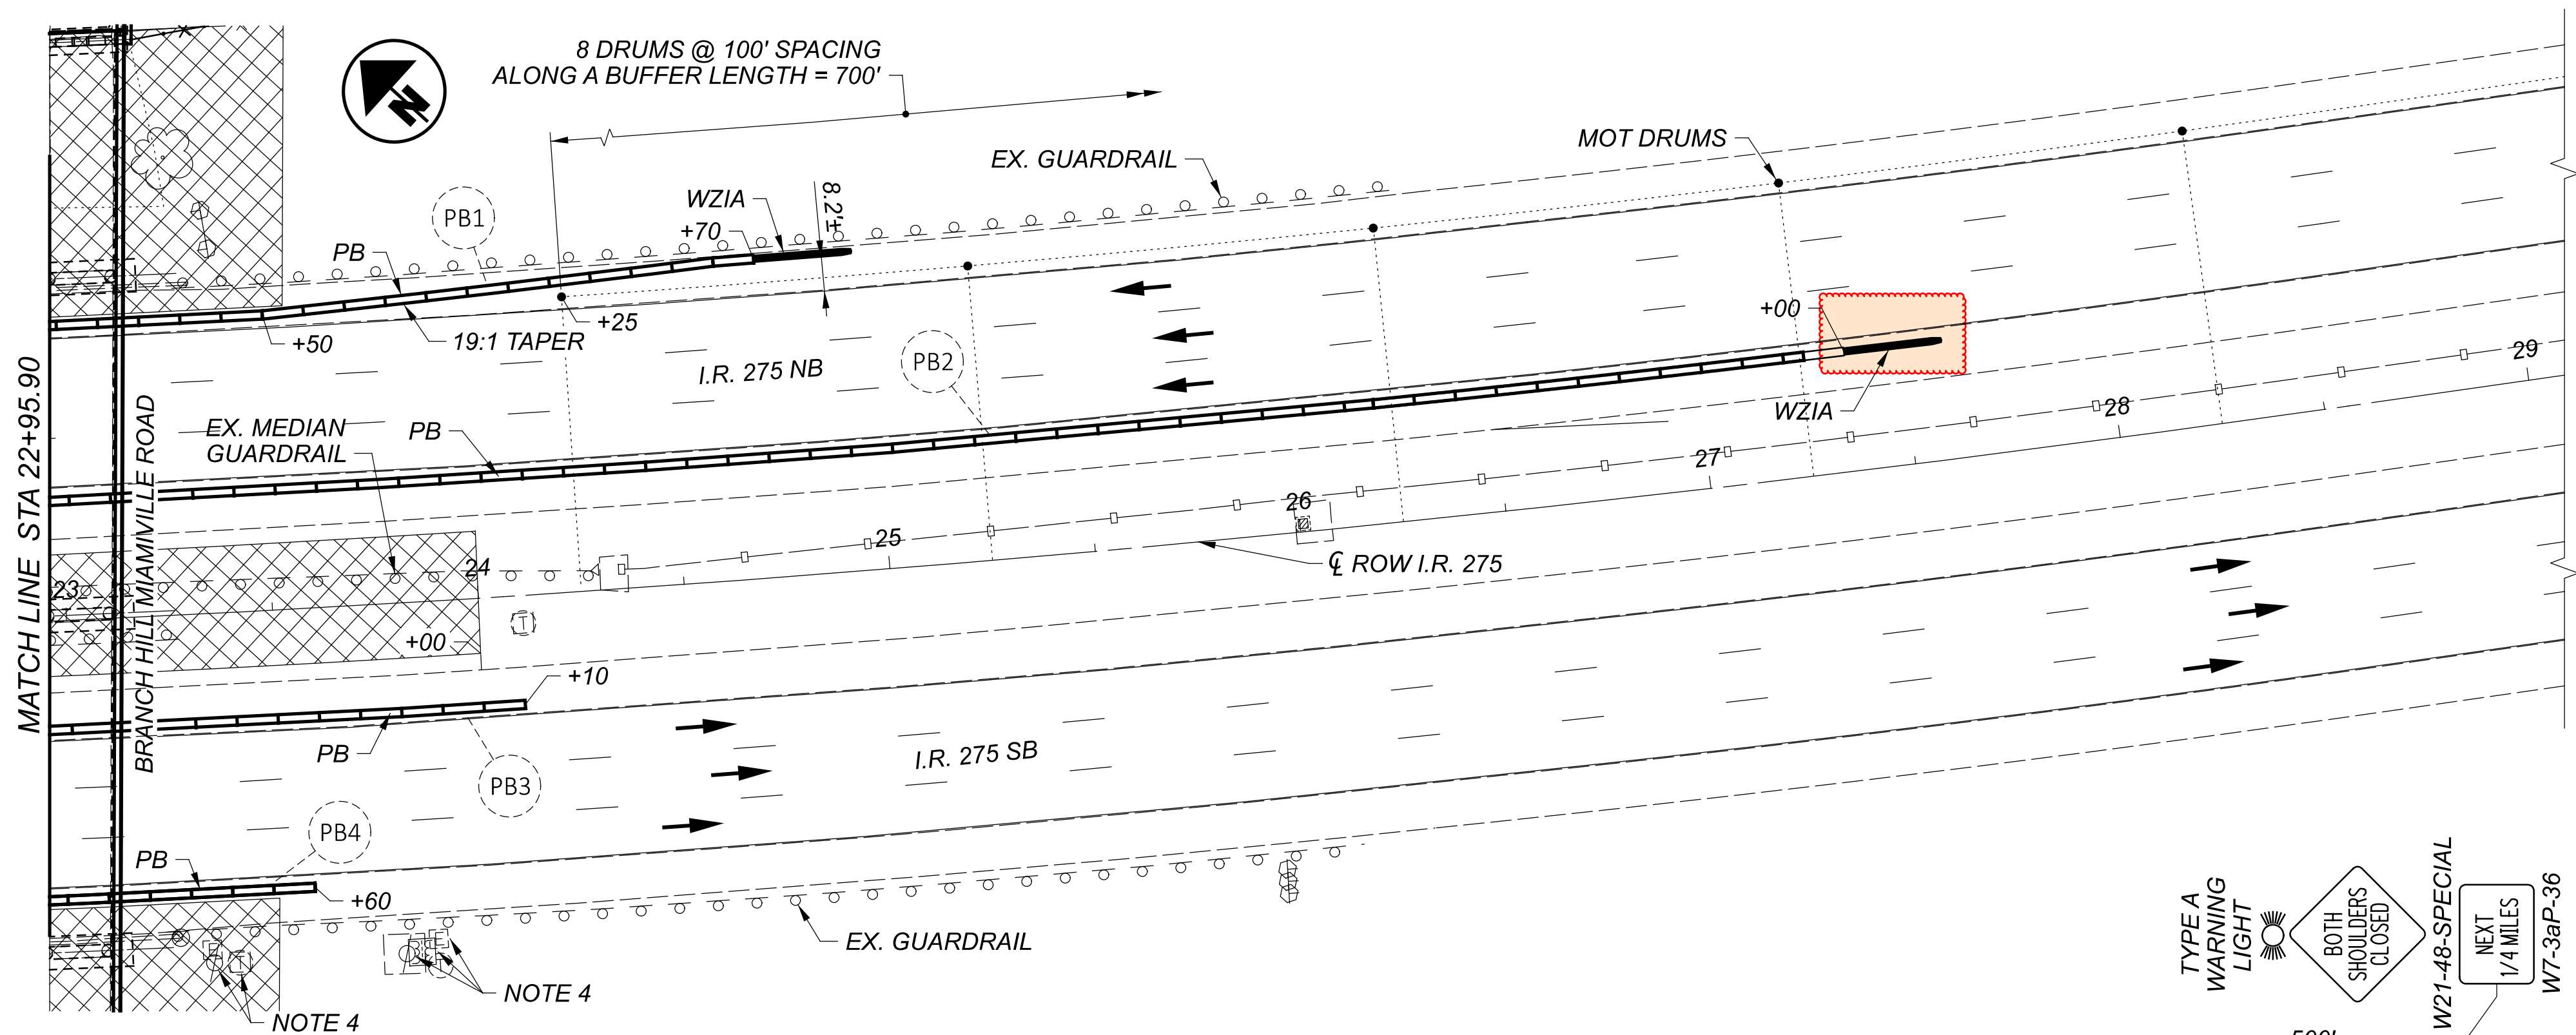 8 DRUMS @ 100' SPACING
ALONG A BUFFER LENGTH = 700'
N
MOT DRUMS
EX. GUARDRAIL
WZIA
8.2'±
+70
PB1
PB
+00
+25
+50
19:1 TAPER
PB2
I.R. 275 NB
WZIA
29
28
27
26
25
24
23
EX. MEDIAN
GUARDRAIL
PB
MATCH LINE STA 22+95.90
BRANCH HILL MIAMIVILLE ROAD
℄ ROW I.R. 275
T
+00
+10
PB
PB3
I.R. 275 SB
PB4
PB
+60
EX. GUARDRAIL
E
T
E
NOTE 4
NOTE 4
TYPE A
WARNING
LIGHT
BOTH
SHOULDERS
CLOSED
W21-48-SPECIAL
NEXT
1/4 MILES
W7-3aP-36
500'